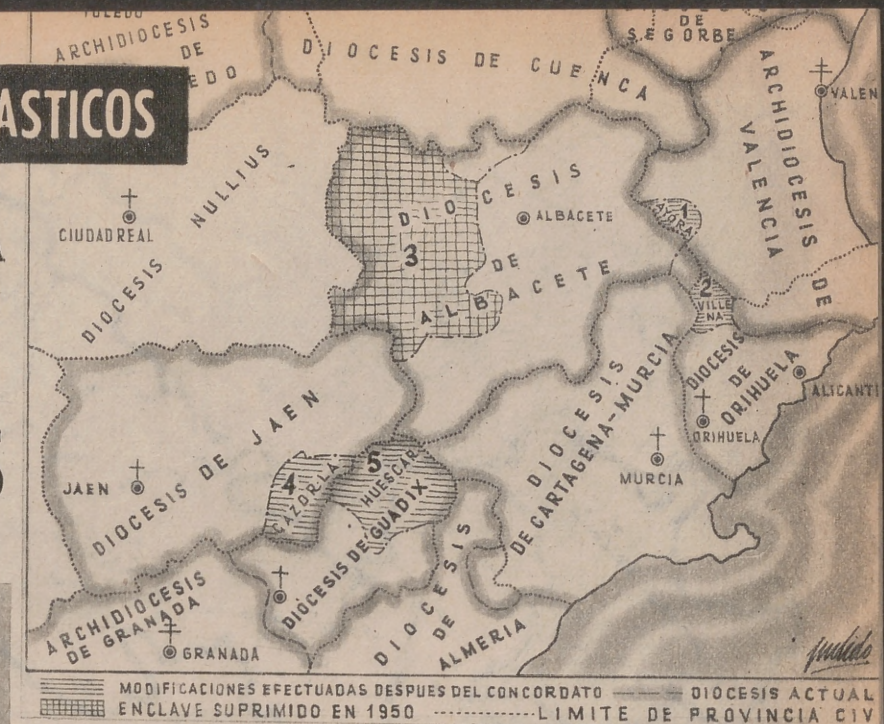 TOLEDO
ARCHIDIOCESIS
DE
EDO
ASTICOS
DIOCESIS DE CUENCA
DE
SEGORBE
ARCHIDIOCESIS DE
VALENCIA
VALEN
CIUDAD REAL
DIOCESIS NULLIUS
DIOCESIS
DE
ALBACETE
ALBACETE
3
1
AYORA
2
VILLE
NA
DIOCESIS
DE
ORIHUELA
ORIHUELA
ALICANTI
DIOCESIS
DE CARTAGENA-MURCIA
MURCIA
JAEN
DIOCESIS DE JAEN
4
CAZORLA
5
HUESCAR
DIOCESIS DE GUADIX
DIOCESIS
DE
ALMERIA
ARCHIDIOCESIS
DE GRANADA
GRANADA
MODIFICACIONES EFECTUADAS DESPUES DEL CONCORDATO
DIOCESIS ACTUAL
ENCLAVE SUPRIMIDO EN 1950
LIMITE DE PROVINCIA CIV